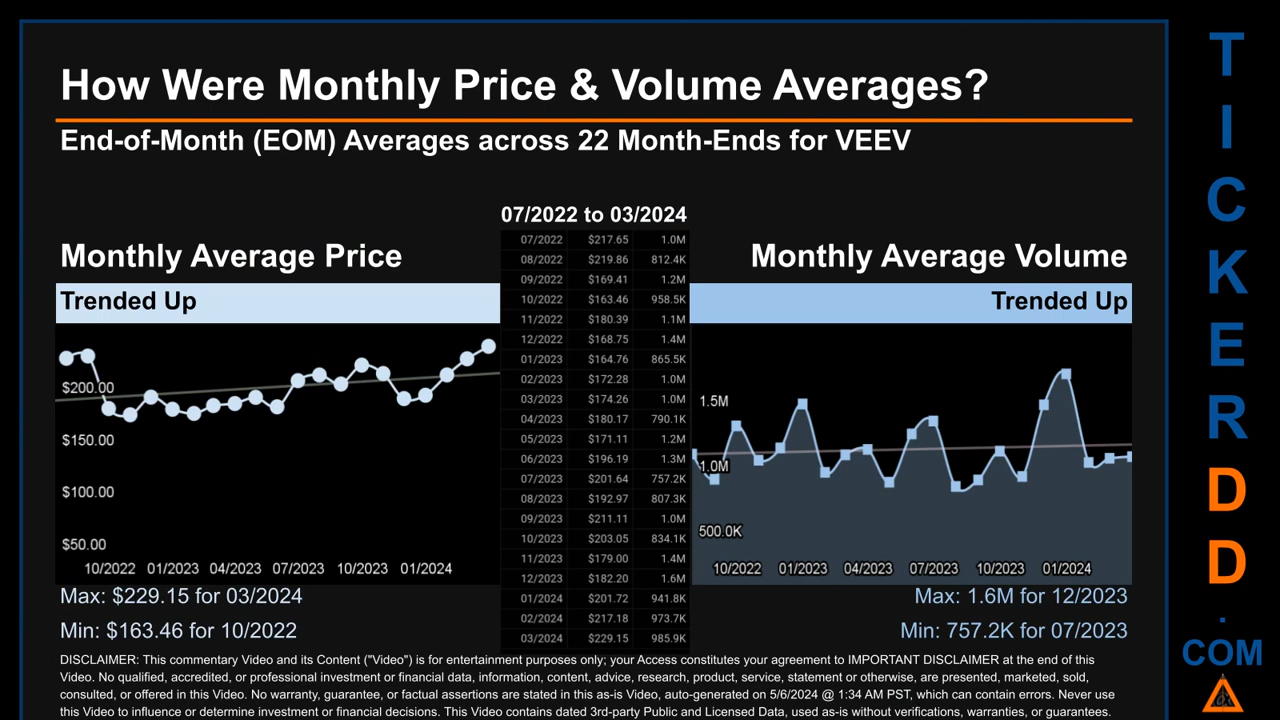 How Were Monthly Price & Volume Averages?
End-of-Month (EOM) Averages across 22 Month-Ends for VEEV
07/2022 to 03/2024
Monthly Average Price
Trended Up
$200.00
$150.00
$100.00
$50.00
10/2022 01/2023 04/2023 07/2023 10/2023 01/2024
Max: $229.15 for 03/2024
Min: $163.46 for 10/2022
07/2022 $217.65 1.0M
08/2022 $219.86 812.4K
09/2022 $169.41 1.2M
10/2022 $163.46 958.5K
11/2022 $180.39 1.1M
12/2022 $168.75 1.4M
01/2023 $164.76 865.5K
02/2023 $172.28 1.0M
03/2023 $174.26 1.0M
04/2023 $180.17 790.1K
05/2023 $171.11 1.2M
06/2023 $196.19 1.3M
07/2023 $201.64 757.2K
08/2023 $192.97 807.3K
09/2023 $211.11 1.0M
10/2023 $203.05 834.1K
11/2023 $179.00 1.4M
12/2023 $182.20 1.6M
01/2024 $201.72 941.8K
02/2024 $217.18 973.7K
03/2024 $229.15 985.9K
Monthly Average Volume
Trended Up
1.5M
1.0M
500.0K
10/2022 01/2023 04/2023 07/2023 10/2023 01/2024
Max: 1.6M for 12/2023
Min: 757.2K for 07/2023
DISCLAIMER: This commentary Video and its Content ("Video") is for entertainment purposes only; your Access constitutes your agreement to IMPORTANT DISCLAIMER at the end of this
Video. No qualified, accredited, or professional investment or financial data, information, content, advice, research, product, service, statement or otherwise, are presented, marketed, sold,
consulted, or offered in this Video. No warranty, guarantee, or factual assertions are stated in this as-is Video, auto-generated on 5/6/2024 @ 1:34 AM PST, which can contain errors. Never use
this Video to influence or determine investment or financial decisions. This Video contains dated 3rd-party Public and Licensed Data, used as-is without verifications, warranties, or guarantees.
T
I
C
K
E
R
D
D
.
COM